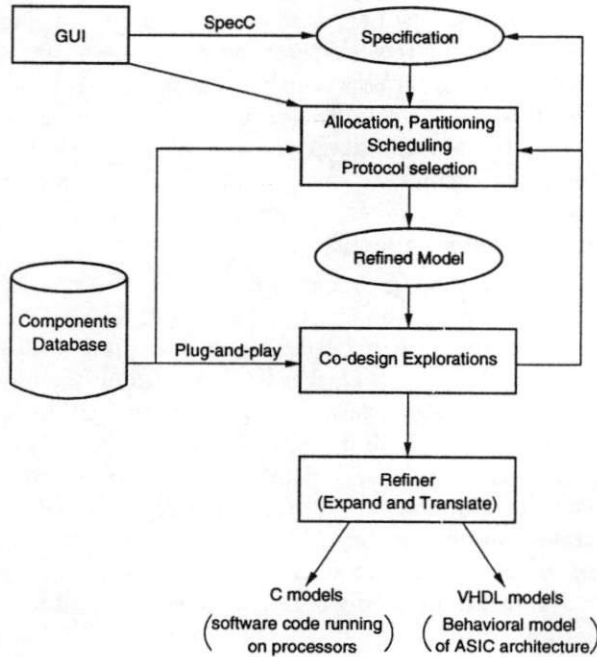 GUI
SpecC
Specification
Allocation, Partitioning
Scheduling
Protocol selection
Refined Model
Components
Database
Plug-and-play
Co-design Explorations
Refiner
(Expand and Translate)
C models
(software code running
on processors)
VHDL models
(Behavioral model
of ASIC architecture)